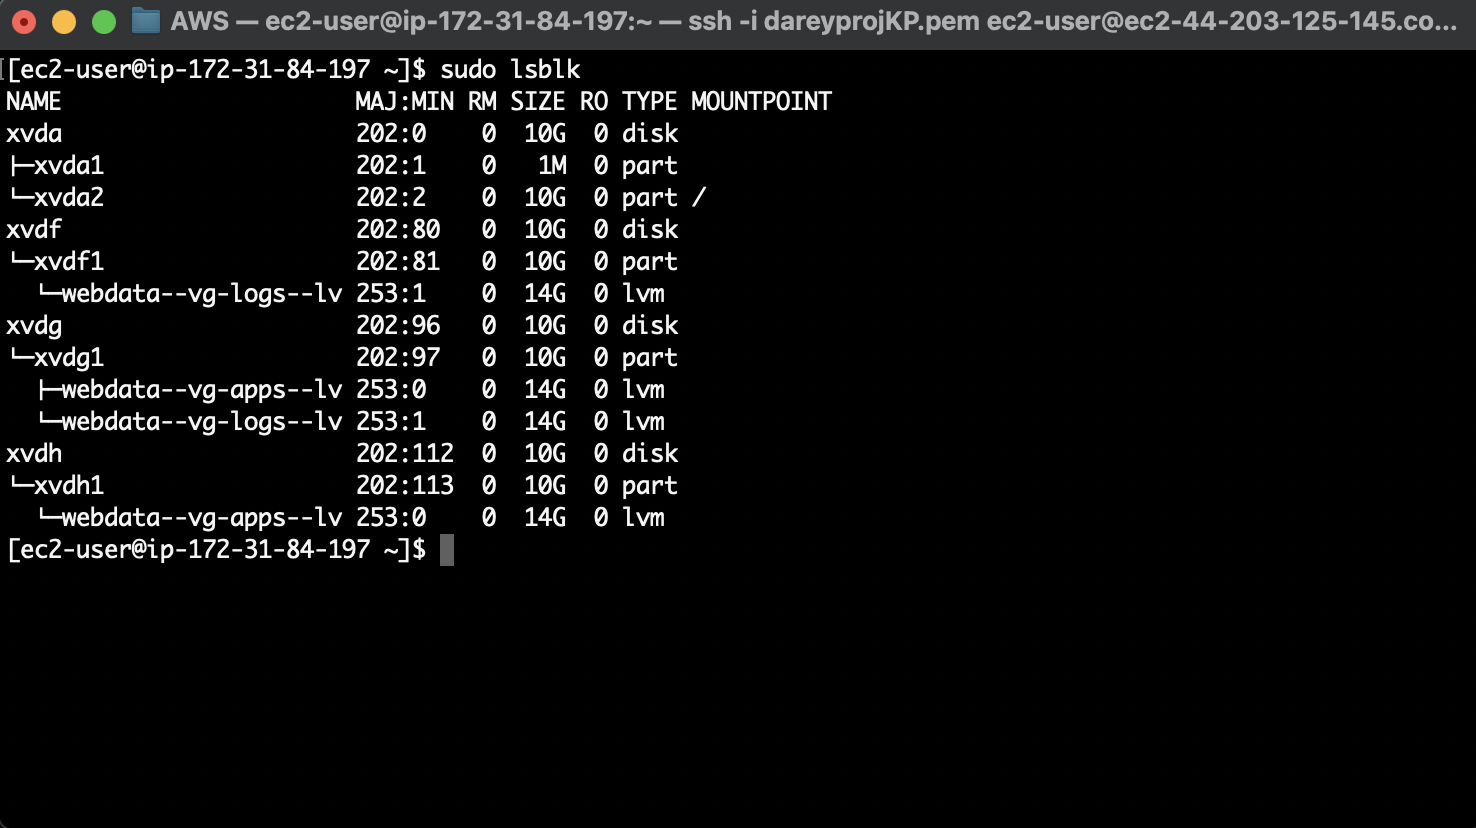 AWS — ec2-user@ip-172-31-84-197:~ — ssh -i dareyprojKP.pem ec2-user@ec2-44-203-125-145.co...
[ec2-user@ip-172-31-84-197 ~]$ sudo lsblk
NAME                     MAJ:MIN RM SIZE RO TYPE MOUNTPOINT
xvda                     202:0    0  10G  0 disk
├─xvda1                  202:1    0   1M  0 part
└─xvda2                  202:2    0  10G  0 part /
xvdf                     202:80   0  10G  0 disk
└─xvdf1                  202:81   0  10G  0 part
  └─webdata--vg-logs--lv 253:1    0  14G  0 lvm
xvdg                     202:96   0  10G  0 disk
└─xvdg1                  202:97   0  10G  0 part
  ├─webdata--vg-apps--lv 253:0    0  14G  0 lvm
  └─webdata--vg-logs--lv 253:1    0  14G  0 lvm
xvdh                     202:112  0  10G  0 disk
└─xvdh1                  202:113  0  10G  0 part
  └─webdata--vg-apps--lv 253:0    0  14G  0 lvm
[ec2-user@ip-172-31-84-197 ~]$